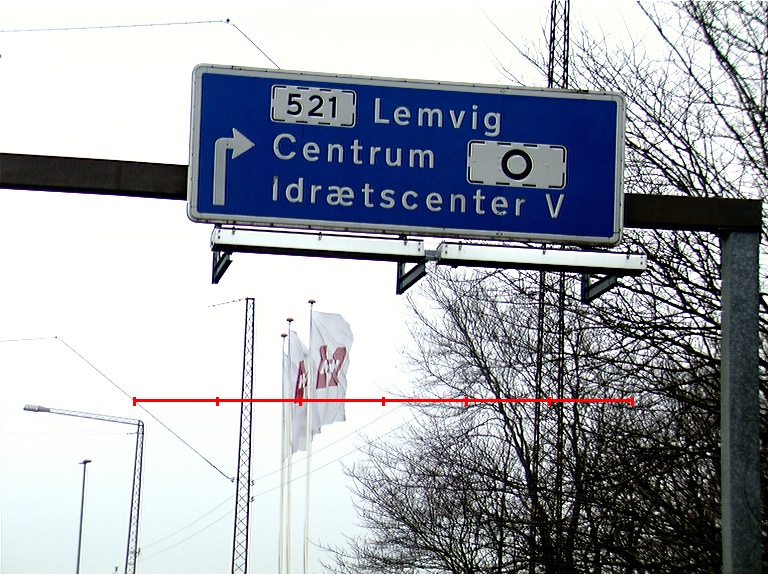 521 Lemvig
Centrum O
Idrætscenter V